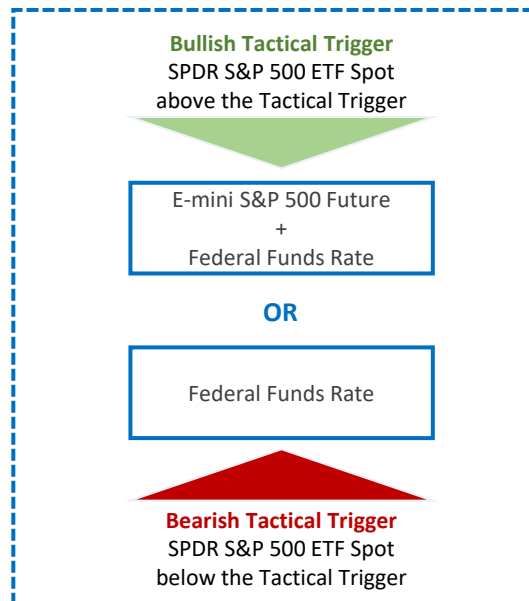 Bullish Tactical Trigger
SPDR S&P 500 ETF Spot
above the Tactical Trigger
E-mini S&P 500 Future
+
Federal Funds Rate
OR
Federal Funds Rate
Bearish Tactical Trigger
SPDR S&P 500 ETF Spot
below the Tactical Trigger